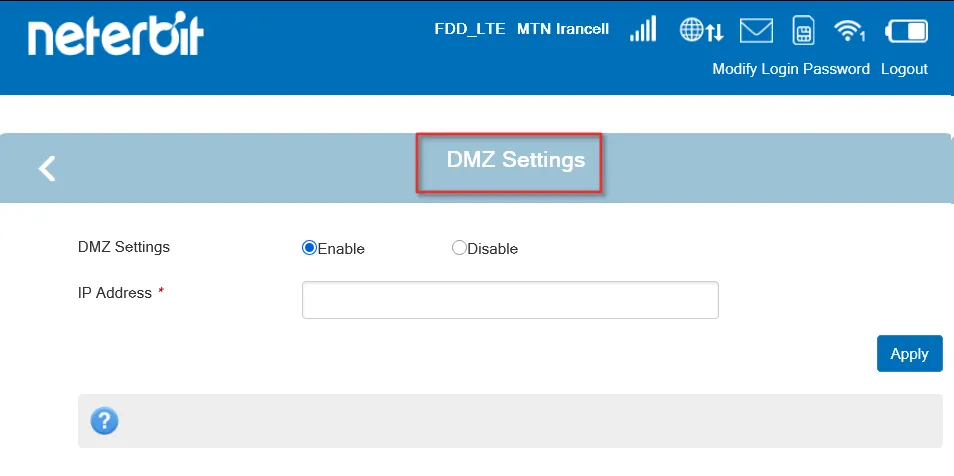 neterbit
FDD_LTE MTN Irancell
1
Modify Login Password Logout
DMZ Settings
DMZ Settings Enable Disable
IP Address *
Apply
?